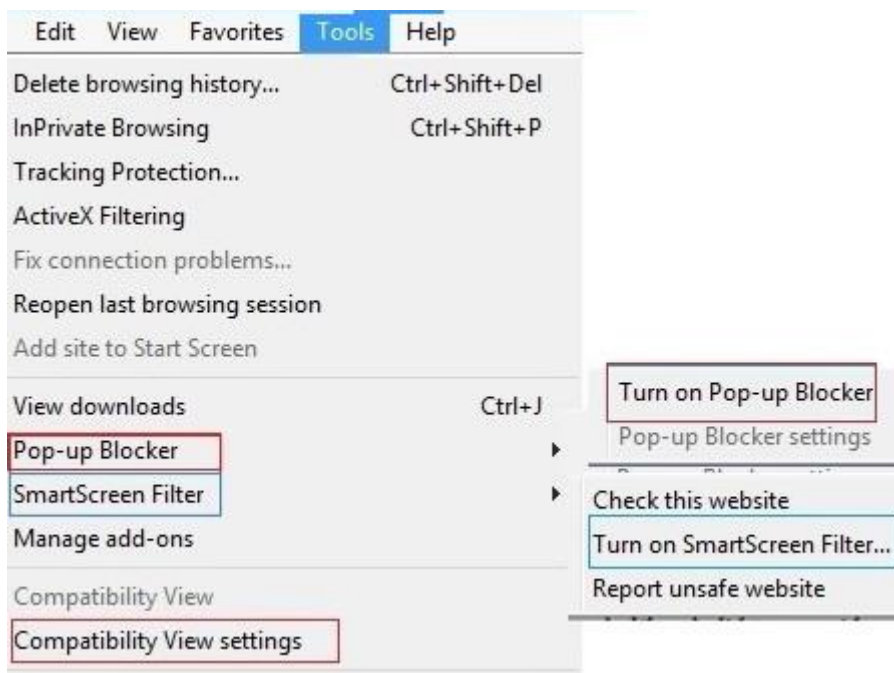 Edit View Favorites Tools Help
Delete browsing history... Ctrl+Shift+Del
InPrivate Browsing Ctrl+Shift+P
Tracking Protection...
ActiveX Filtering
Fix connection problems...
Reopen last browsing session
Add site to Start Screen
View downloads Ctrl+J
Pop-up Blocker
SmartScreen Filter
Manage add-ons
Compatibility View
Compatibility View settings
Turn on Pop-up Blocker
Pop-up Blocker settings
Check this website
Turn on SmartScreen Filter...
Report unsafe website